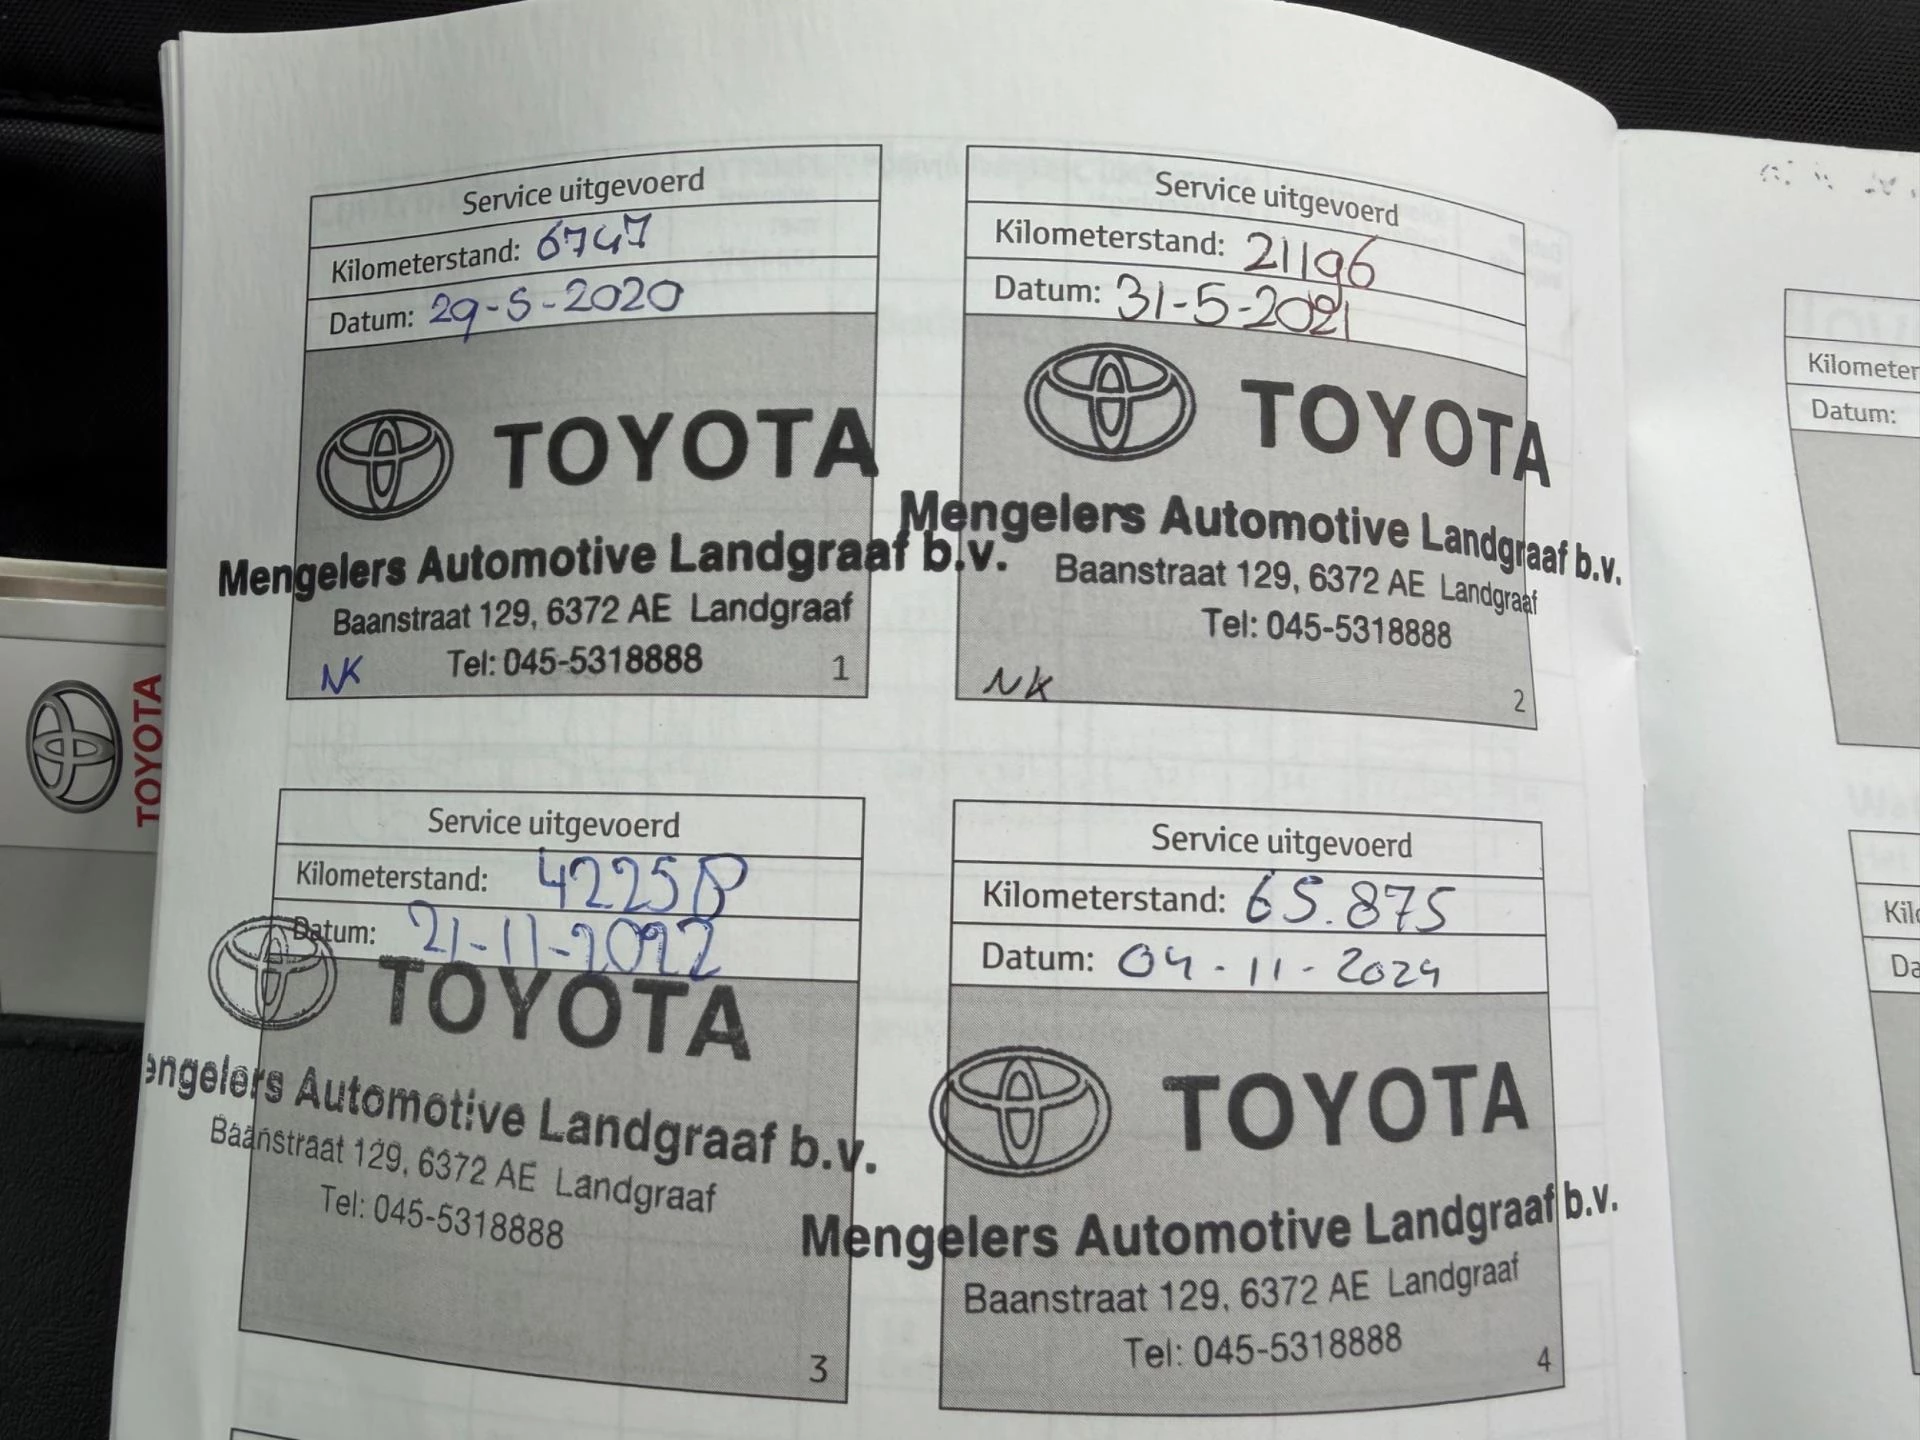 Service uitgevoerd
Kilometerstand: 6747
Datum: 29-5-2020
TOYOTA
Mengelers Automotive Landgraaf b.v.
Baanstraat 129, 6372 AE Landgraaf
Tel: 045-5318888
NK
1
Service uitgevoerd
Kilometerstand: 21196
Datum: 31-5-2021
TOYOTA
Mengelers Automotive Landgraaf b.v.
Baanstraat 129, 6372 AE Landgraaf
Tel: 045-5318888
NK
2
Service uitgevoerd
Kilometerstand: 42258
Datum: 21-11-2022
TOYOTA
engelers Automotive Landgraaf b.v.
Baanstraat 129, 6372 AE Landgraaf
Tel: 045-5318888
3
Service uitgevoerd
Kilometerstand: 65.875
Datum: 04-11-2024
TOYOTA
Mengelers Automotive Landgraaf b.v.
Baanstraat 129, 6372 AE Landgraaf
Tel: 045-5318888
4
TOYOTA
Kilometer
Datum:
Kilo
Da